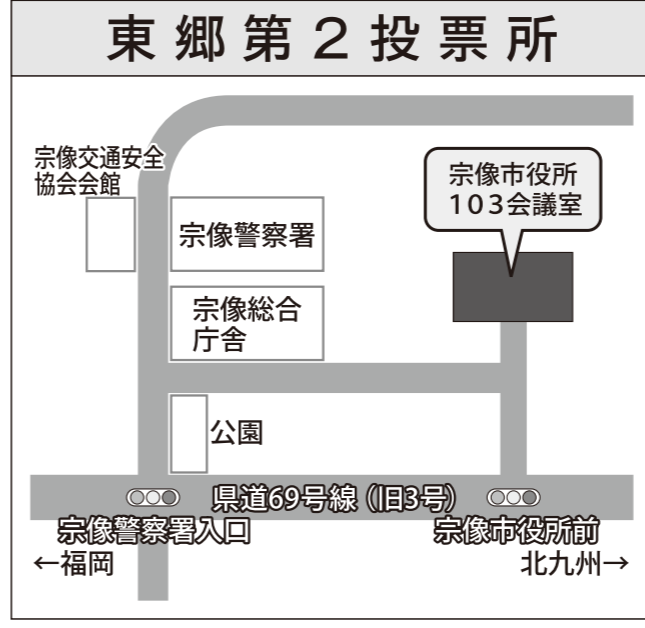 東郷第２投票所
宗像交通安全
協会会館
宗像警察署
宗像市役所
１０３会議室
宗像総合
庁舎
公園
県道69号線（旧3号）
宗像警察署入口
宗像市役所前
←福岡
北九州→